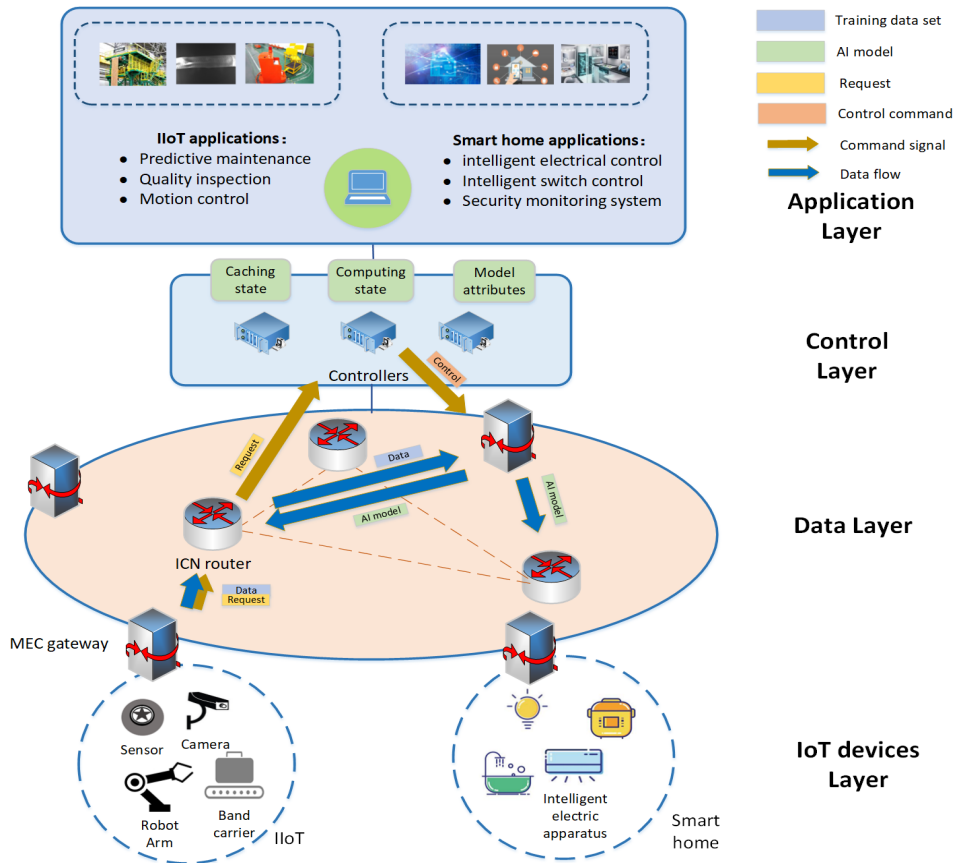 Training data set
AI model
Request
Control command
Command signal
Data flow
IIoT applications:
● Predictive maintenance
● Quality inspection
● Motion control
Smart home applications:
● intelligent electrical control
● Intelligent switch control
● Security monitoring system
Application
Layer
Caching
state
Computing
state
Model
attributes
Controllers
Control
Control
Layer
Request
Data
AI model
AI model
ICN router
Data Layer
Data
Request
MEC gateway
Sensor
Camera
Robot
Arm
Band
carrier
IIoT
Intelligent
electric
apparatus
Smart
home
IoT devices
Layer